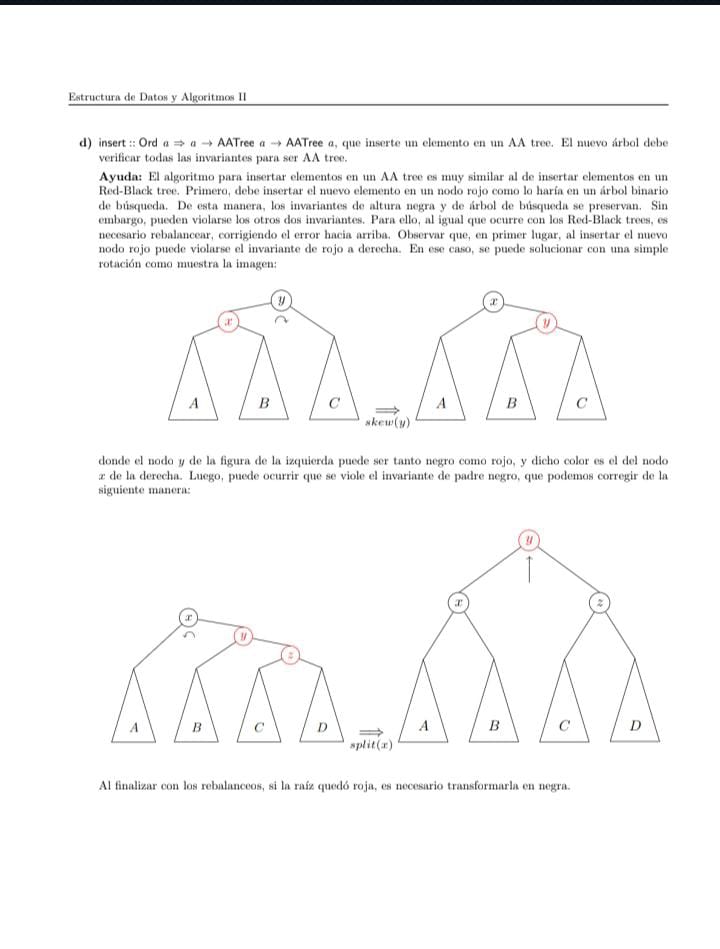 Estructura de Datos y Algoritmos II
d) insert :: Ord a ⇒ a → AATree a → AATree a, que inserte un elemento en un AA tree. El nuevo árbol debe
verificar todas las invariantes para ser AA tree.
Ayuda: El algoritmo para insertar elementos en un AA tree es muy similar al de insertar elementos en un
Red-Black tree. Primero, debe insertar el nuevo elemento en un nodo rojo como lo haría en un árbol binario
de búsqueda. De esta manera, los invariantes de altura negra y de árbol de búsqueda se preservan. Sin
embargo, pueden violarse los otros dos invariantes. Para ello, al igual que ocurre con los Red-Black trees, es
necesario rebalancear, corrigiendo el error hacia arriba. Observar que, en primer lugar, al insertar el nuevo
nodo rojo puede violarse el invariante de rojo a derecha. En ese caso, se puede solucionar con una simple
rotación como muestra la imagen:
y x
x y
A B C ⟹ A B C
skew(y)
donde el nodo y de la figura de la izquierda puede ser tanto negro como rojo, y dicho color es el del nodo
x de la derecha. Luego, puede ocurrir que se viole el invariante de padre negro, que podemos corregir de la
siguiente manera:
y
x z
x
y
z
A B C D ⟹ A B C D
split(x)
Al finalizar con los rebalanceos, si la raíz quedó roja, es necesario transformarla en negra.